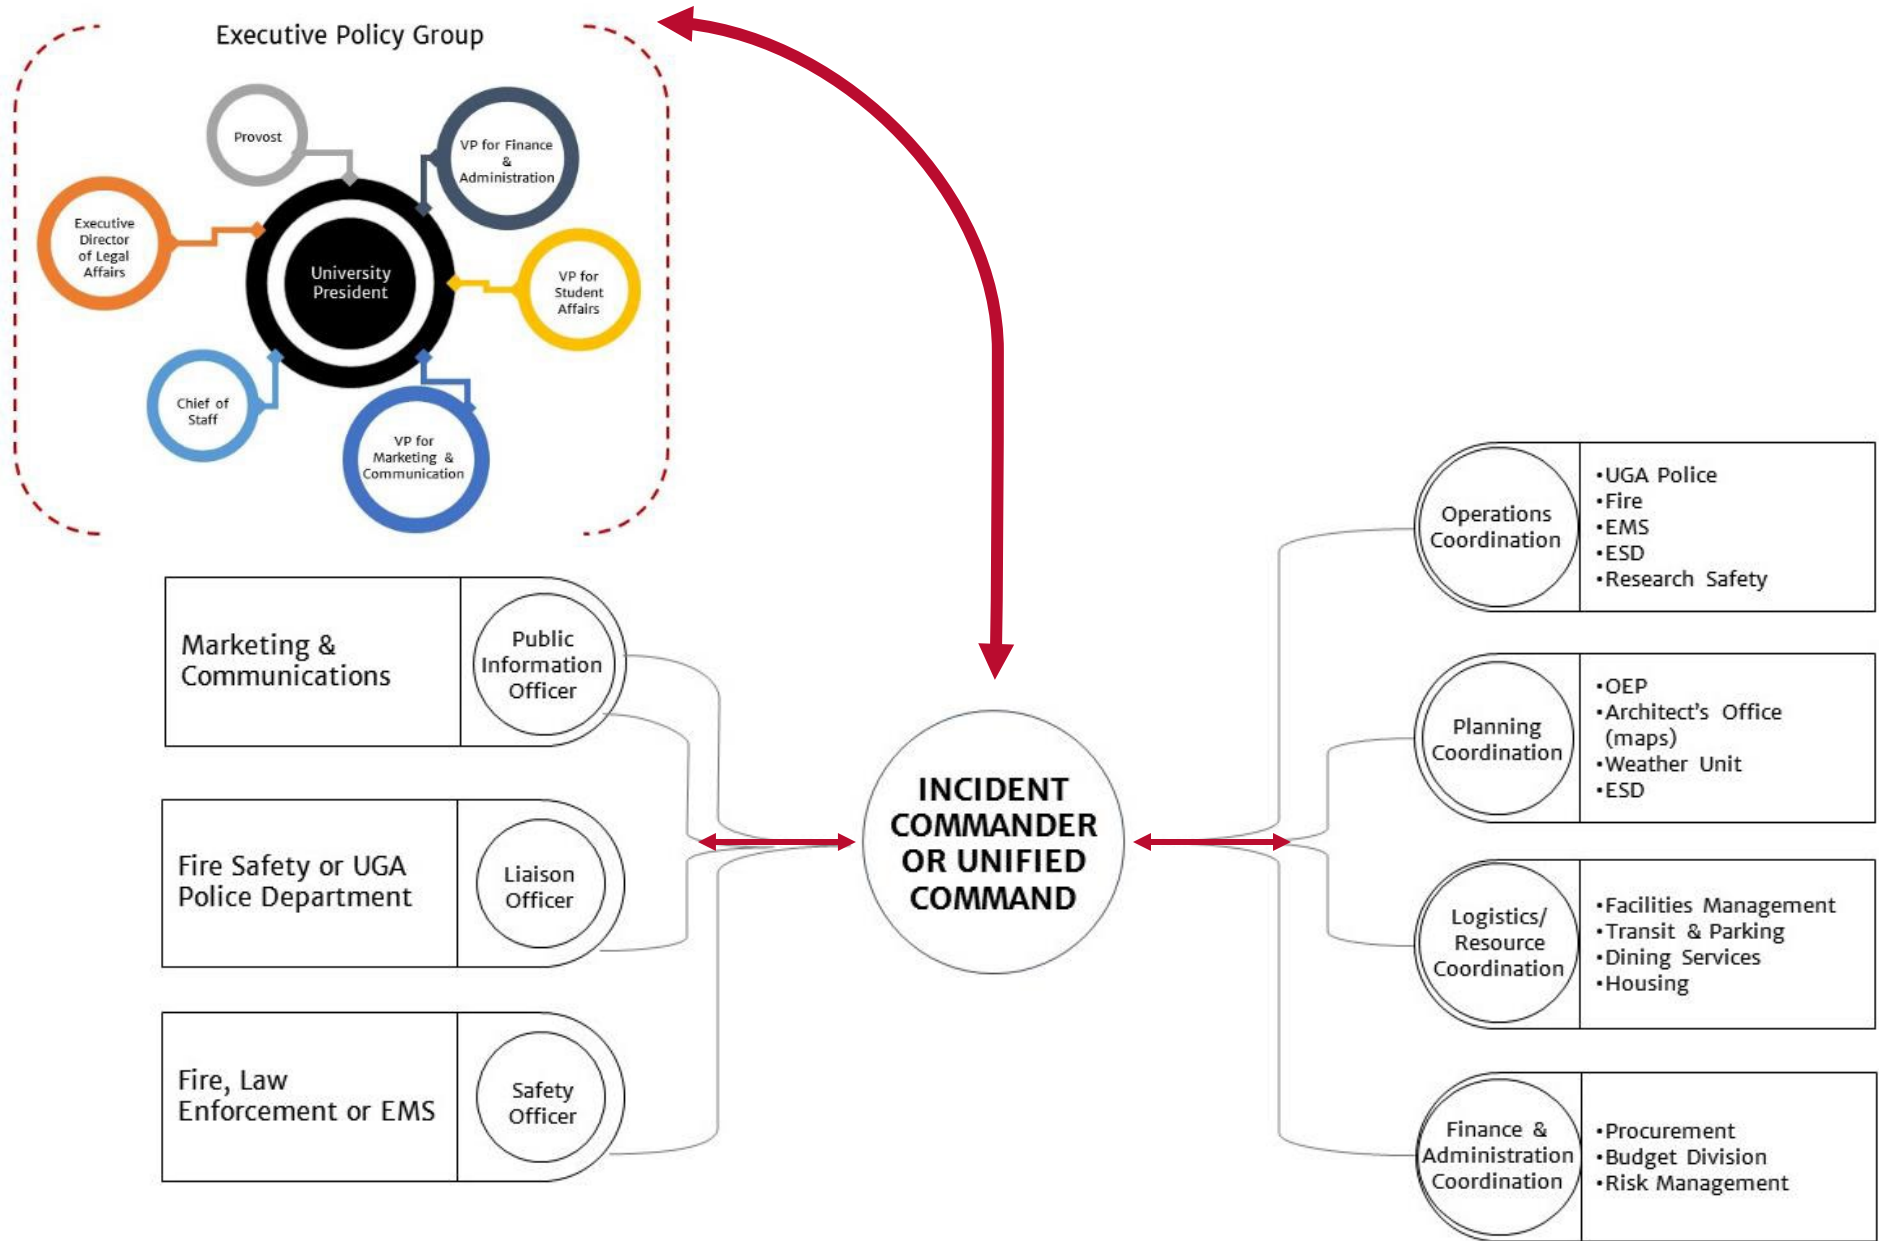 Executive Policy Group
Provost
VP for Finance
&
Administration
Executive
Director
of Legal
Affairs
University
President
VP for
Student
Affairs
Chief of
Staff
VP for
Marketing &
Communication
Marketing &
Communications
Public
Information
Officer
Fire Safety or UGA
Police Department
Liaison
Officer
Fire, Law
Enforcement or EMS
Safety
Officer
INCIDENT
COMMANDER
OR UNIFIED
COMMAND
Operations
Coordination
•UGA Police
•Fire
•EMS
•ESD
•Research Safety
Planning
Coordination
•OEP
•Architect's Office
(maps)
•Weather Unit
•ESD
Logistics/
Resource
Coordination
•Facilities Management
•Transit & Parking
•Dining Services
•Housing
Finance &
Administration
Coordination
•Procurement
•Budget Division
•Risk Management